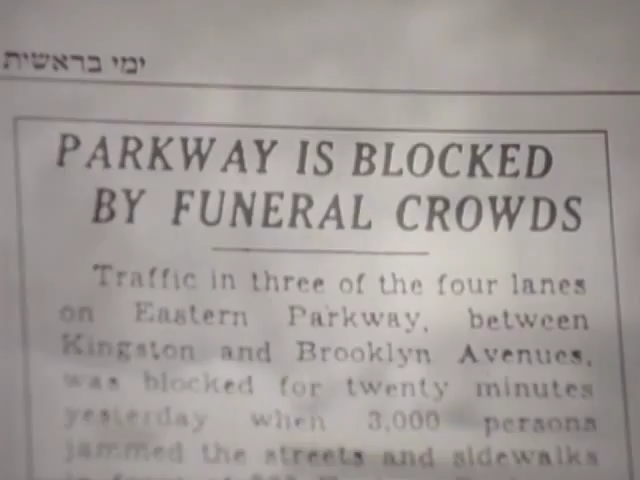 ימי בראשית
PARKWAY IS BLOCKED
BY FUNERAL CROWDS
Traffic in three of the four lanes
on Eastern Parkway, between
Kingston and Brooklyn Avenues,
was blocked for twenty minutes
yesterday when 3,000 persons
jammed the streets and sidewalks